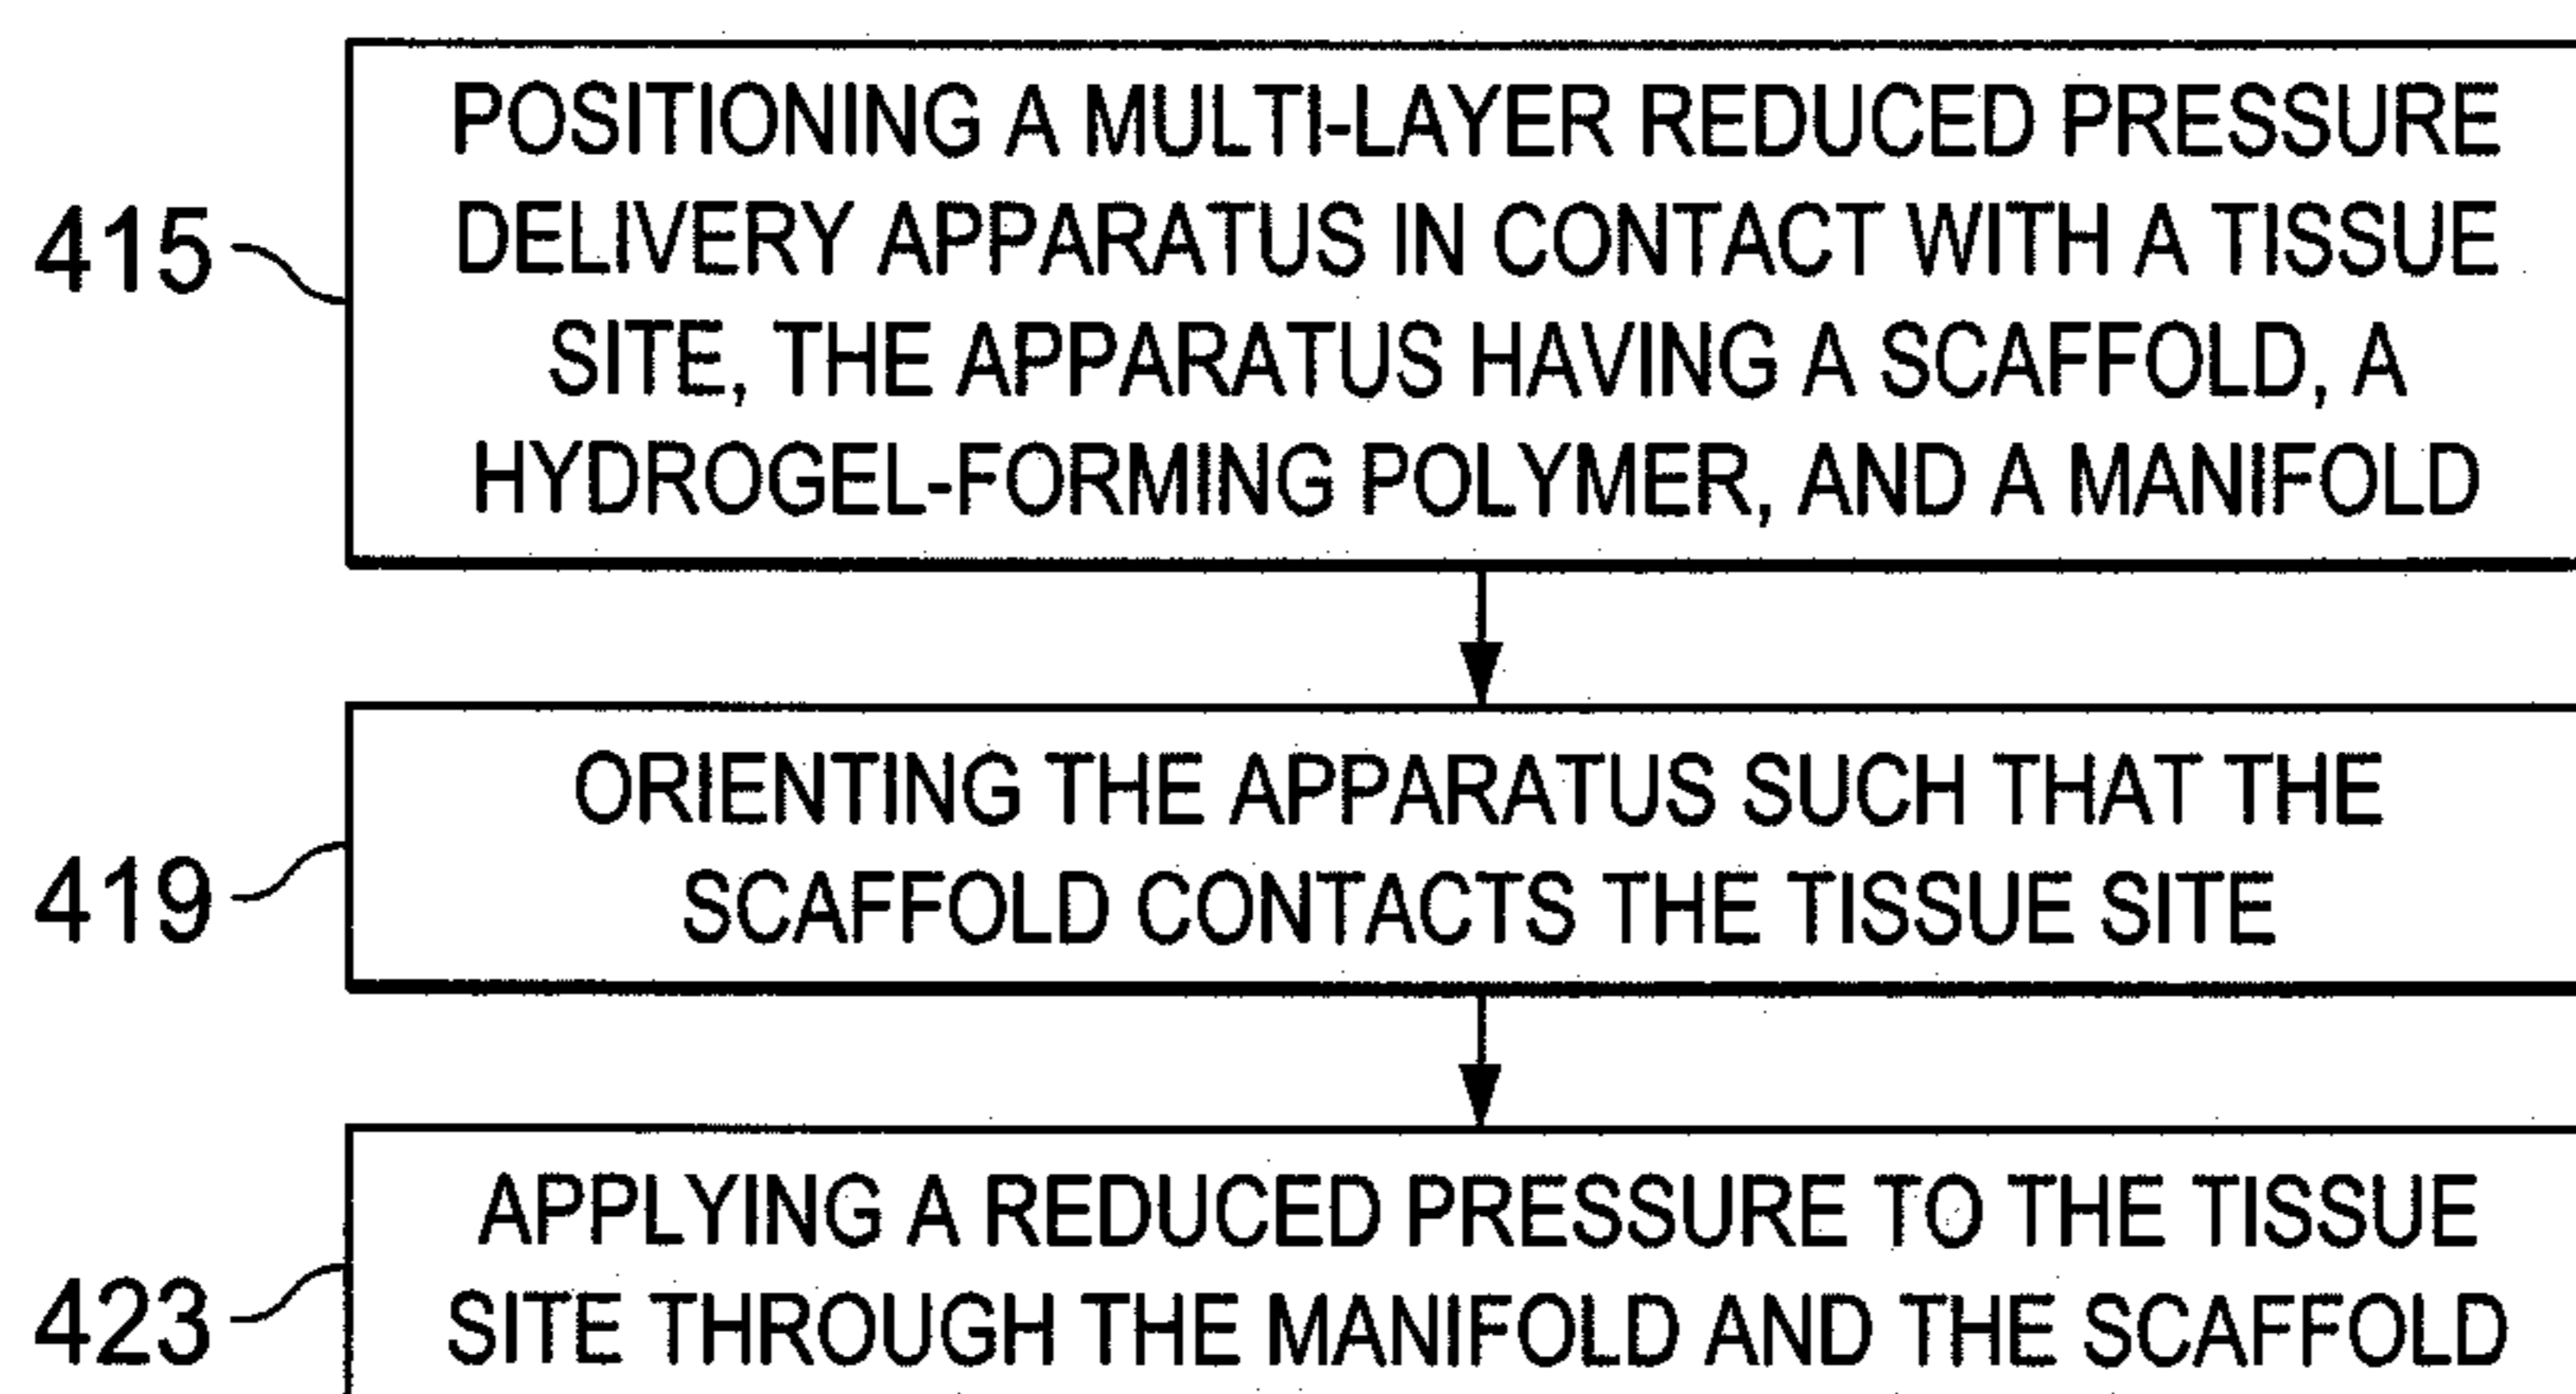 415
POSITIONING A MULTI-LAYER REDUCED PRESSURE
DELIVERY APPARATUS IN CONTACT WITH A TISSUE
SITE, THE APPARATUS HAVING A SCAFFOLD, A
HYDROGEL-FORMING POLYMER, AND A MANIFOLD
419
ORIENTING THE APPARATUS SUCH THAT THE
SCAFFOLD CONTACTS THE TISSUE SITE
423
APPLYING A REDUCED PRESSURE TO THE TISSUE
SITE THROUGH THE MANIFOLD AND THE SCAFFOLD